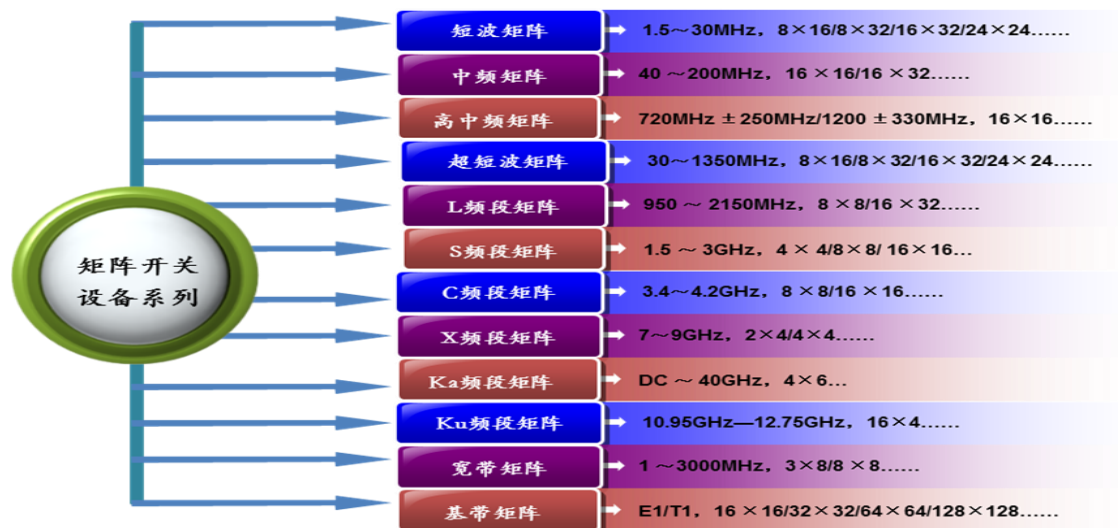 矩阵开关
设备系列
短波矩阵 1.5～30MHz，8×16/8×32/16×32/24×24……
中频矩阵 40 ～200MHz，16 ×16/16 ×32……
高中频矩阵 720MHz ± 250MHz/1200 ± 330MHz，16×16……
超短波矩阵 30～1350MHz，8×16/8×32/16×32/24×24……
L频段矩阵 950 ～ 2150MHz，8 ×8/16 ×32……
S频段矩阵 1.5 ～ 3GHz，4 × 4/8×8/ 16×16…
C频段矩阵 3.4～4.2GHz，8 ×8/16 ×16……
X频段矩阵 7～9GHz，2×4/4×4……
Ka频段矩阵 DC ～ 40GHz，4×6…
Ku频段矩阵 10.95GHz—12.75GHz，16×4……
宽带矩阵 1 ～3000MHz，3×8/8 ×8……
基带矩阵 E1/T1，16 ×16/32×32/64×64/128×128……